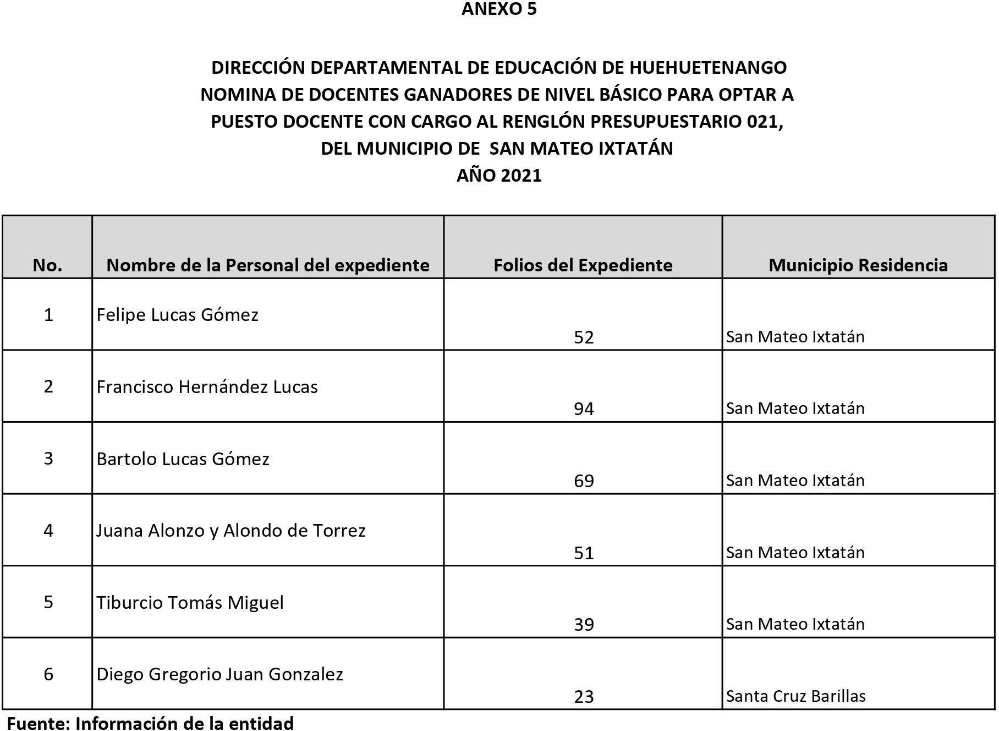 ANEXO 5
DIRECCIÓN DEPARTAMENTAL DE EDUCACIÓN DE HUEHUETENANGO
NOMINA DE DOCENTES GANADORES DE NIVEL BÁSICO PARA OPTAR A
PUESTO DOCENTE CON CARGO AL RENGLÓN PRESUPUESTARIO 021,
DEL MUNICIPIO DE SAN MATEO IXTATÁN
AÑO 2021
No. Nombre de la Personal del expediente Folios del Expediente Municipio Residencia
1 Felipe Lucas Gómez 52 San Mateo Ixtatán
2 Francisco Hernández Lucas 94 San Mateo Ixtatán
3 Bartolo Lucas Gómez 69 San Mateo Ixtatán
4 Juana Alonzo y Alondo de Torrez 51 San Mateo Ixtatán
5 Tiburcio Tomás Miguel 39 San Mateo Ixtatán
6 Diego Gregorio Juan Gonzalez 23 Santa Cruz Barillas
Fuente: Información de la entidad